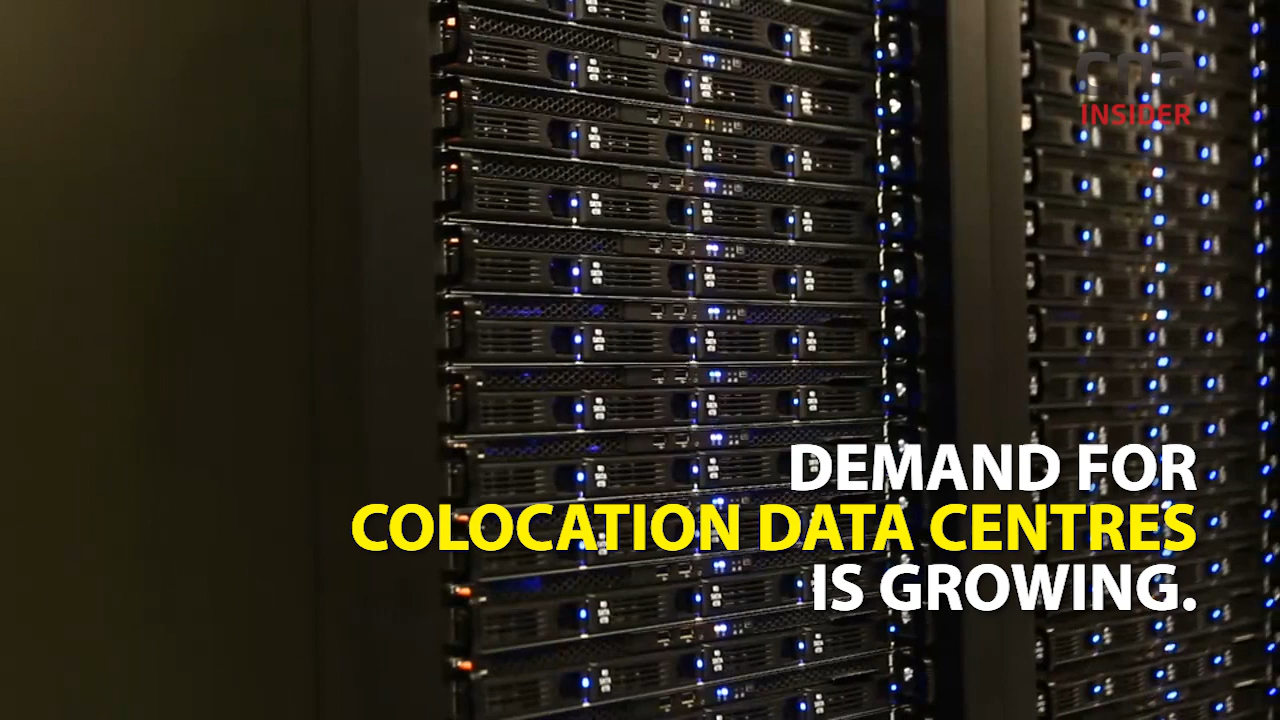 cna
INSIDER
DEMAND FOR
COLOCATION DATA CENTRES
IS GROWING.